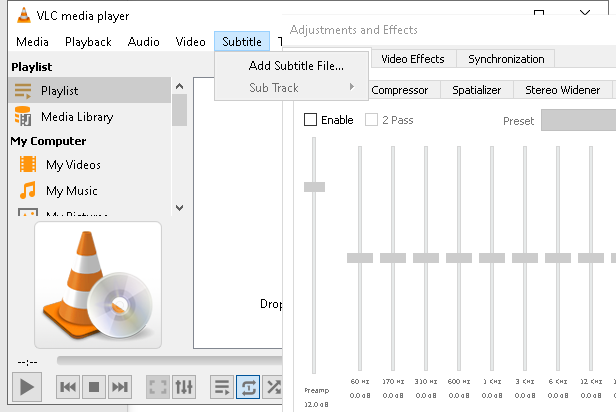 VLC media player
Adjustments and Effects
Media Playback Audio Video Subtitle
Add Subtitle File...
Sub Track
Video Effects Synchronization
Compressor Spatializer Stereo Widener
Playlist
Playlist
Media Library
My Computer
My Videos
My Music
My Pictures
Enable 2 Pass Preset
Drop
--:--
60 Hz 170 Hz 310 Hz 600 Hz 1 KHz 3 KHz 6 KHz
0.0 dB 0.0 dB 0.0 dB 0.0 dB 0.0 dB 0.0 dB 0.0 dB 0.0 dB
Preamp
12.0 dB